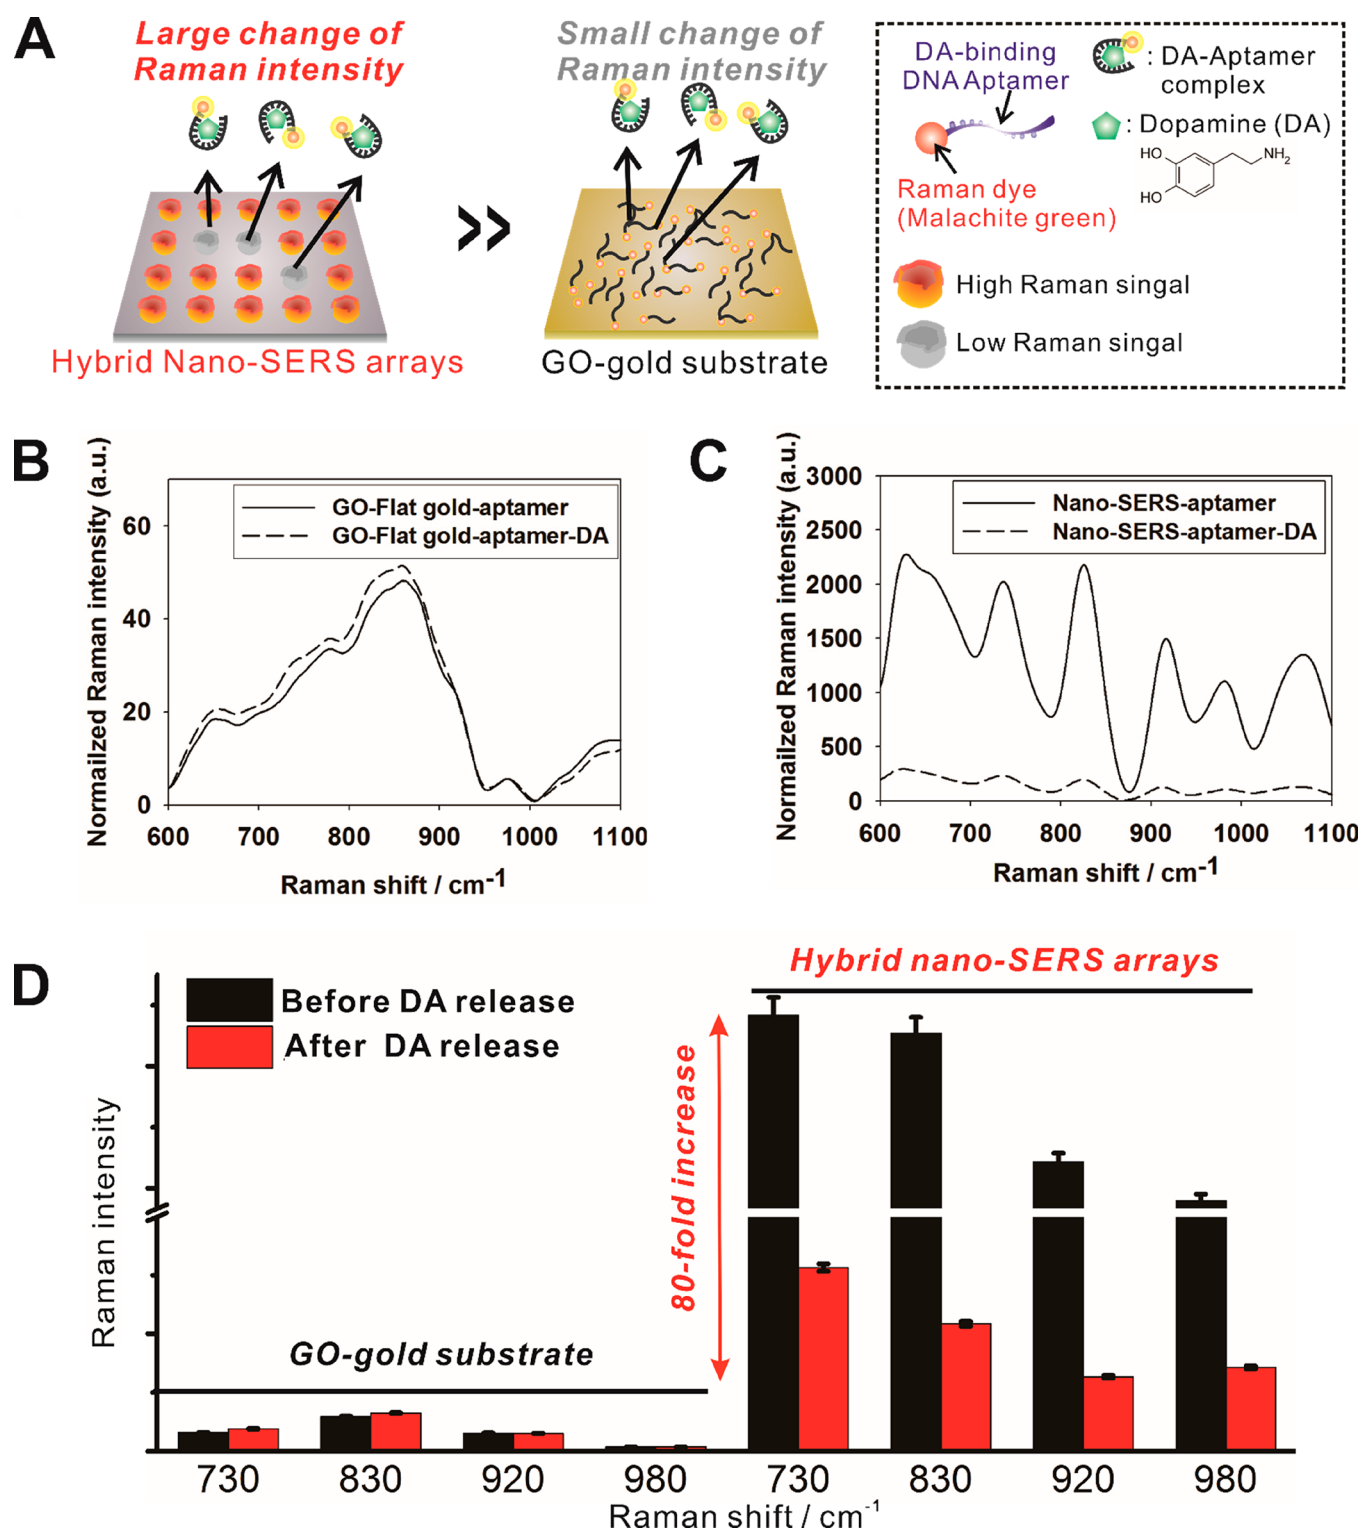 A
Large change of
Raman intensity
Small change of
Raman intensity
Hybrid Nano-SERS arrays
>>
GO-gold substrate
DA-binding
DNA Aptamer
: DA-Aptamer
complex
: Dopamine (DA)
HO
HO
NH2
Raman dye
(Malachite green)
High Raman singal
Low Raman singal
B
Normailzed Raman intensity (a.u.)
60
40
20
0
GO-Flat gold-aptamer
GO-Flat gold-aptamer-DA
600 700 800 900 1000 1100
Raman shift / cm-1
C
Normailzed Raman intensity (a.u.)
3000
2500
2000
1500
1000
500
0
Nano-SERS-aptamer
Nano-SERS-aptamer-DA
600 700 800 900 1000 1100
Raman shift / cm-1
D
Before DA release
After DA release
Hybrid nano-SERS arrays
80-fold increase
Raman intensity
GO-gold substrate
730 830 920 980 730 830 920 980
Raman shift / cm-1